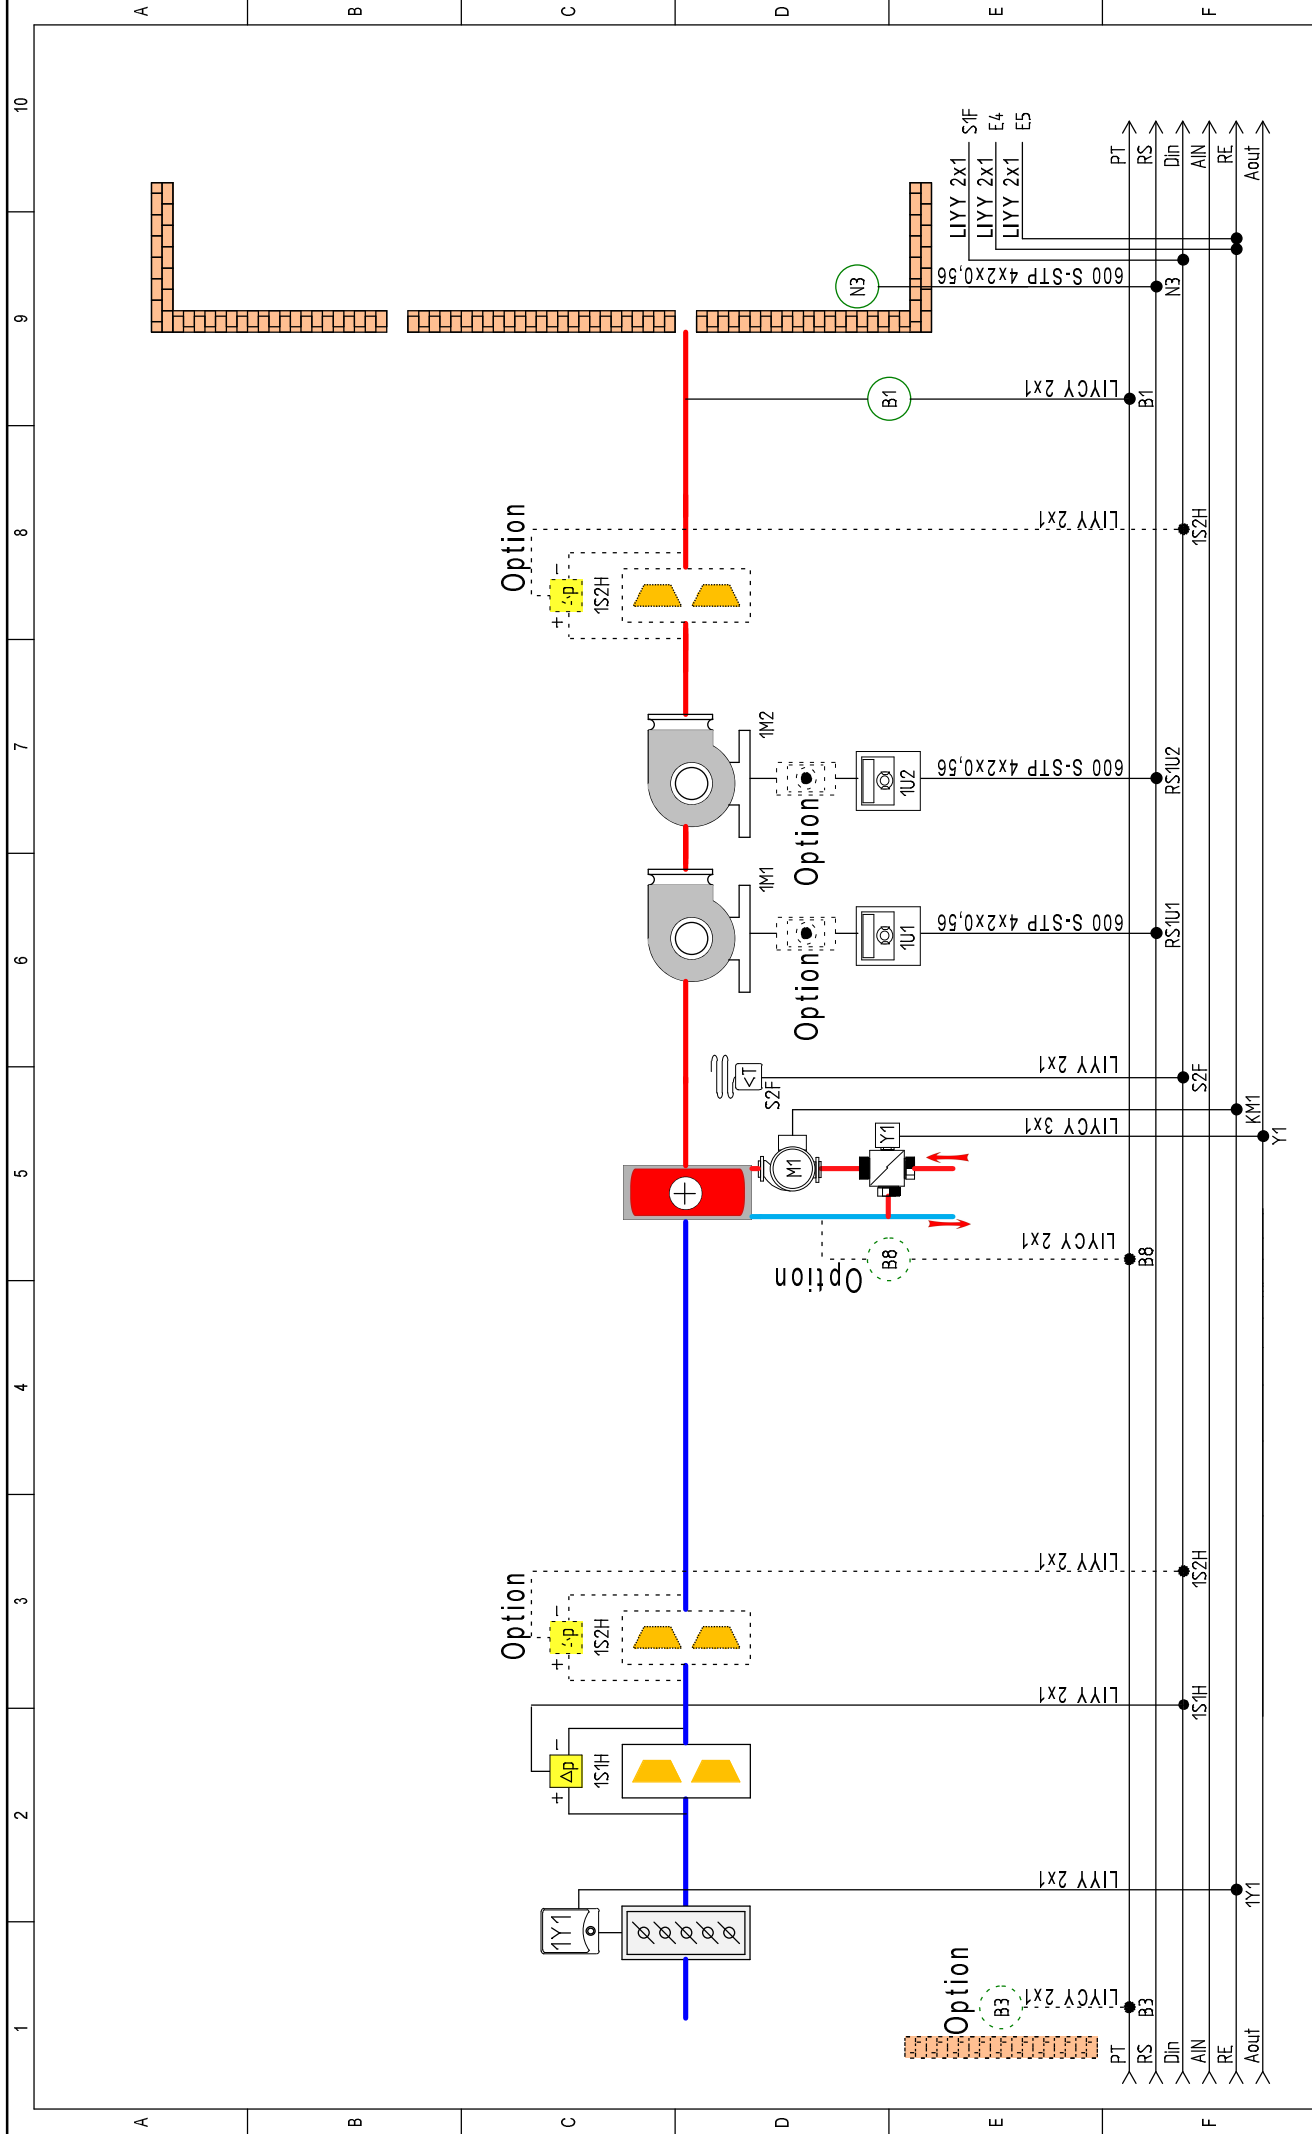 A
B
C
D
E
F
1
2
3
4
5
6
7
8
9
10
Option
Option
+
-
Δp
1S1H
+
-
Δp
1S2H
+
-
Δp
1S2H
1Y1
1M1
1M2
Option
Option
1U1
1U2
S2F
<T
M1
Y1
B8
Option
B1
N3
Option
B3
LIYCY 2x1
LIYY 2x1
LIYY 2x1
LIYY 2x1
LIYCY 2x1
LIYCY 3x1
LIYY 2x1
600 S-STP 4x2x0,56
600 S-STP 4x2x0,56
LIYY 2x1
LIYCY 2x1
600 S-STP 4x2x0,56
LIYY 2x1
S1F
LIYY 2x1
E4
LIYY 2x1
E5
PT
B3
B8
B1
PT
RS
RS1U1
RS1U2
N3
RS
Din
1S1H
1S2H
S2F
1S2H
Din
AIN
AIN
RE
1Y1
KM1
RE
Aout
Y1
Aout
A
B
C
D
E
F